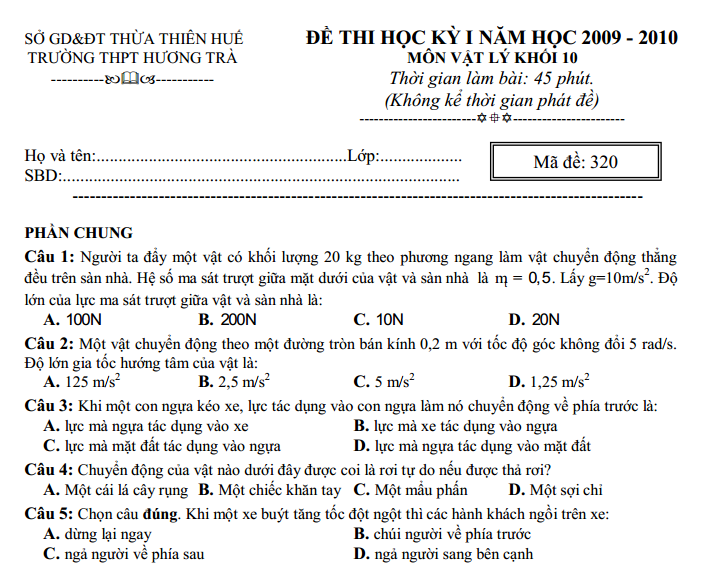 SỞ GD&ĐT THỪA THIÊN HUẾ
TRƯỜNG THPT HƯƠNG TRÀ
ĐỀ THI HỌC KỲ I NĂM HỌC 2009 - 2010
MÔN VẬT LÝ KHỐI 10
Thời gian làm bài: 45 phút.
(Không kể thời gian phát đề)
Họ và tên:......................................................Lớp:..................
SBD:......................................................................................
Mã đề: 320
PHẦN CHUNG
Câu 1: Người ta đẩy một vật có khối lượng 20 kg theo phương ngang làm vật chuyển động thẳng
đều trên sàn nhà. Hệ số ma sát trượt giữa mặt dưới của vật và sàn nhà là ɱ = 0,5. Lấy g=10m/s². Độ
lớn của lực ma sát trượt giữa vật và sàn nhà là:
A. 100N B. 200N C. 10N D. 20N
Câu 2: Một vật chuyển động theo một đường tròn bán kính 0,2 m với tốc độ góc không đổi 5 rad/s.
Độ lớn gia tốc hướng tâm của vật là:
A. 125 m/s² B. 2,5 m/s² C. 5 m/s² D. 1,25 m/s²
Câu 3: Khi một con ngựa kéo xe, lực tác dụng vào con ngựa làm nó chuyển động về phía trước là:
A. lực mà ngựa tác dụng vào xe B. lực mà xe tác dụng vào ngựa
C. lực mà mặt đất tác dụng vào ngựa D. lực mà ngựa tác dụng vào mặt đất
Câu 4: Chuyển động của vật nào dưới đây được coi là rơi tự do nếu được thả rơi?
A. Một cái lá cây rụng B. Một chiếc khăn tay C. Một mẩu phấn D. Một sợi chỉ
Câu 5: Chọn câu đúng. Khi một xe buýt tăng tốc đột ngột thì các hành khách ngồi trên xe:
A. dừng lại ngay B. chúi người về phía trước
C. ngả người về phía sau D. ngả người sang bên cạnh